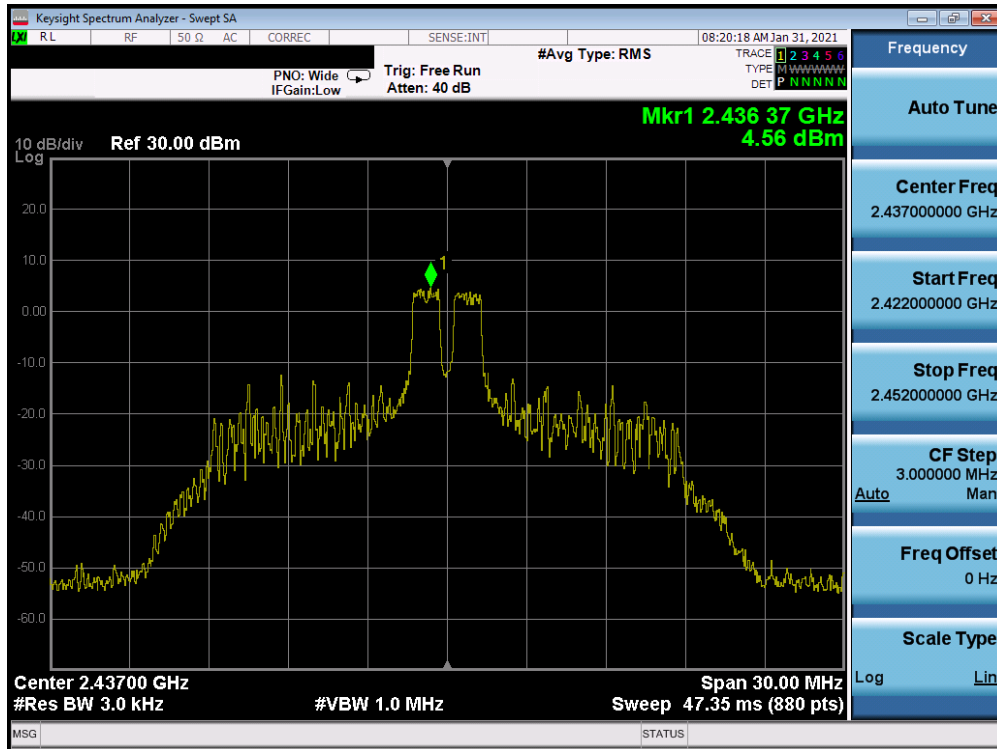 Keysight Spectrum Analyzer - Swept SA
LXI RL RF 50 Ω AC CORREC SENSE:INT 08:20:18 AM Jan 31, 2021
#Avg Type: RMS
TRACE 1 2 3 4 5 6
PNO: Wide Trig: Free Run
TYPE M WWWWW
IFGain:Low Atten: 40 dB
DET P N N N N N
Mkr1 2.436 37 GHz
4.56 dBm
10 dB/div Ref 30.00 dBm
Log
20.0
10.0
1
0.00
-10.0
-20.0
-30.0
-40.0
-50.0
-60.0
Center 2.43700 GHz Span 30.00 MHz
#Res BW 3.0 kHz #VBW 1.0 MHz Sweep 47.35 ms (880 pts)
MSG STATUS
Frequency
Auto Tune
Center Freq
2.437000000 GHz
Start Freq
2.422000000 GHz
Stop Freq
2.452000000 GHz
CF Step
3.000000 MHz
Auto Man
Freq Offset
0 Hz
Scale Type
Log Lin